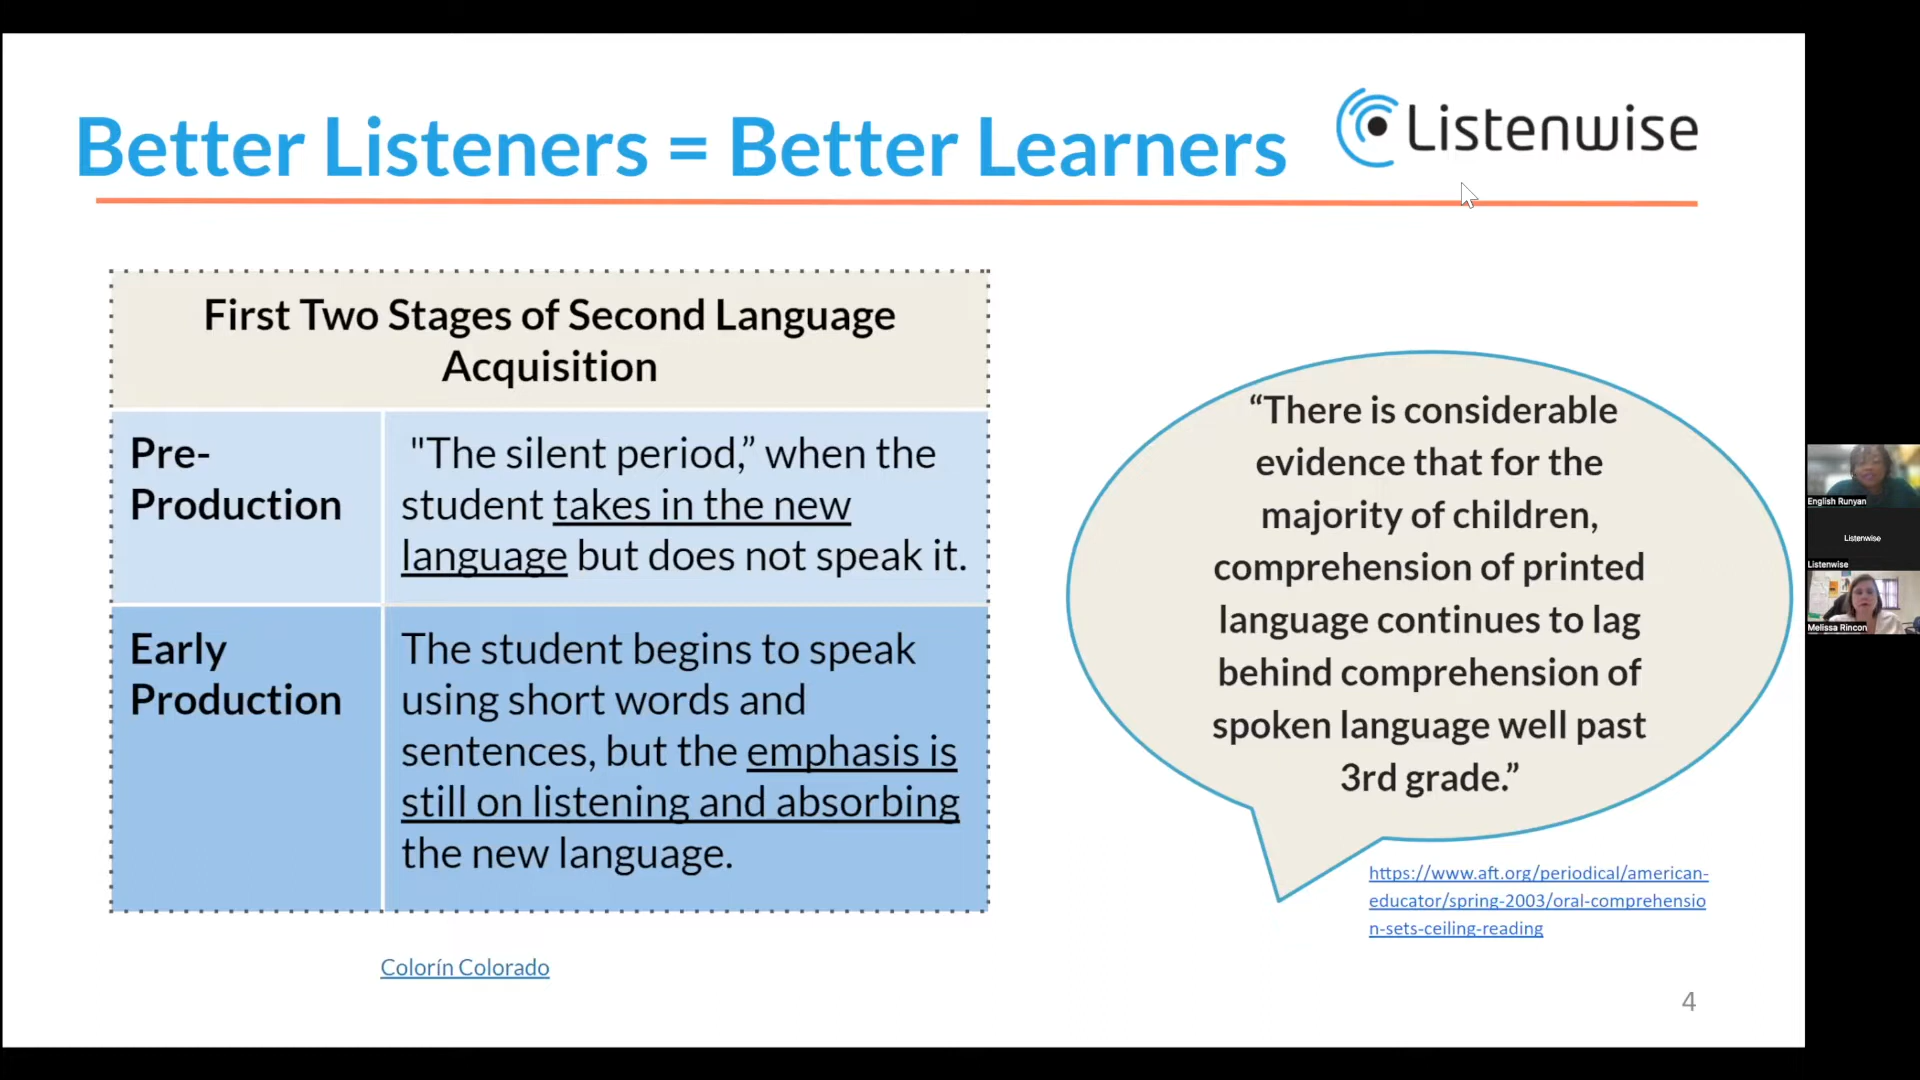 Better Listeners = Better Learners
Listenwise
First Two Stages of Second Language
Acquisition
Pre-
Production
"The silent period,” when the
student takes in the new
language but does not speak it.
Early
Production
The student begins to speak
using short words and
sentences, but the emphasis is
still on listening and absorbing
the new language.
Colorín Colorado
“There is considerable
evidence that for the
majority of children,
comprehension of printed
language continues to lag
behind comprehension of
spoken language well past
3rd grade.”
https://www.aft.org/periodical/american-
educator/spring-2003/oral-comprehensio
n-sets-ceiling-reading
4
English Runyan
Listenwise
Listenwise
Melissa Rincon